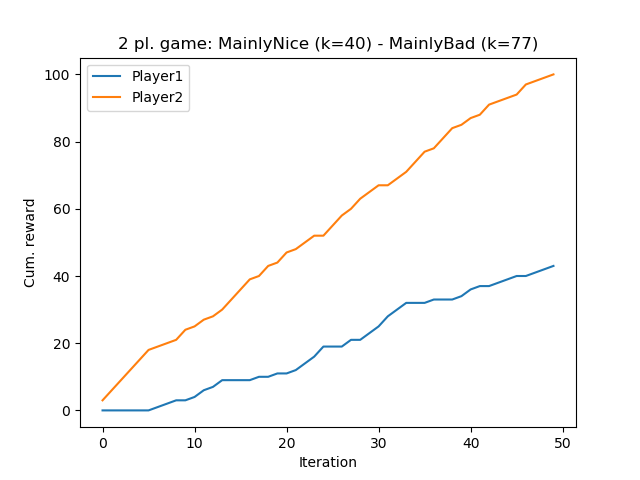 2 pl. game: MainlyNice (k=40) - MainlyBad (k=77)
Player1
Player2
100
80
60
40
20
0
Cum. reward
0 10 20 30 40 50
Iteration